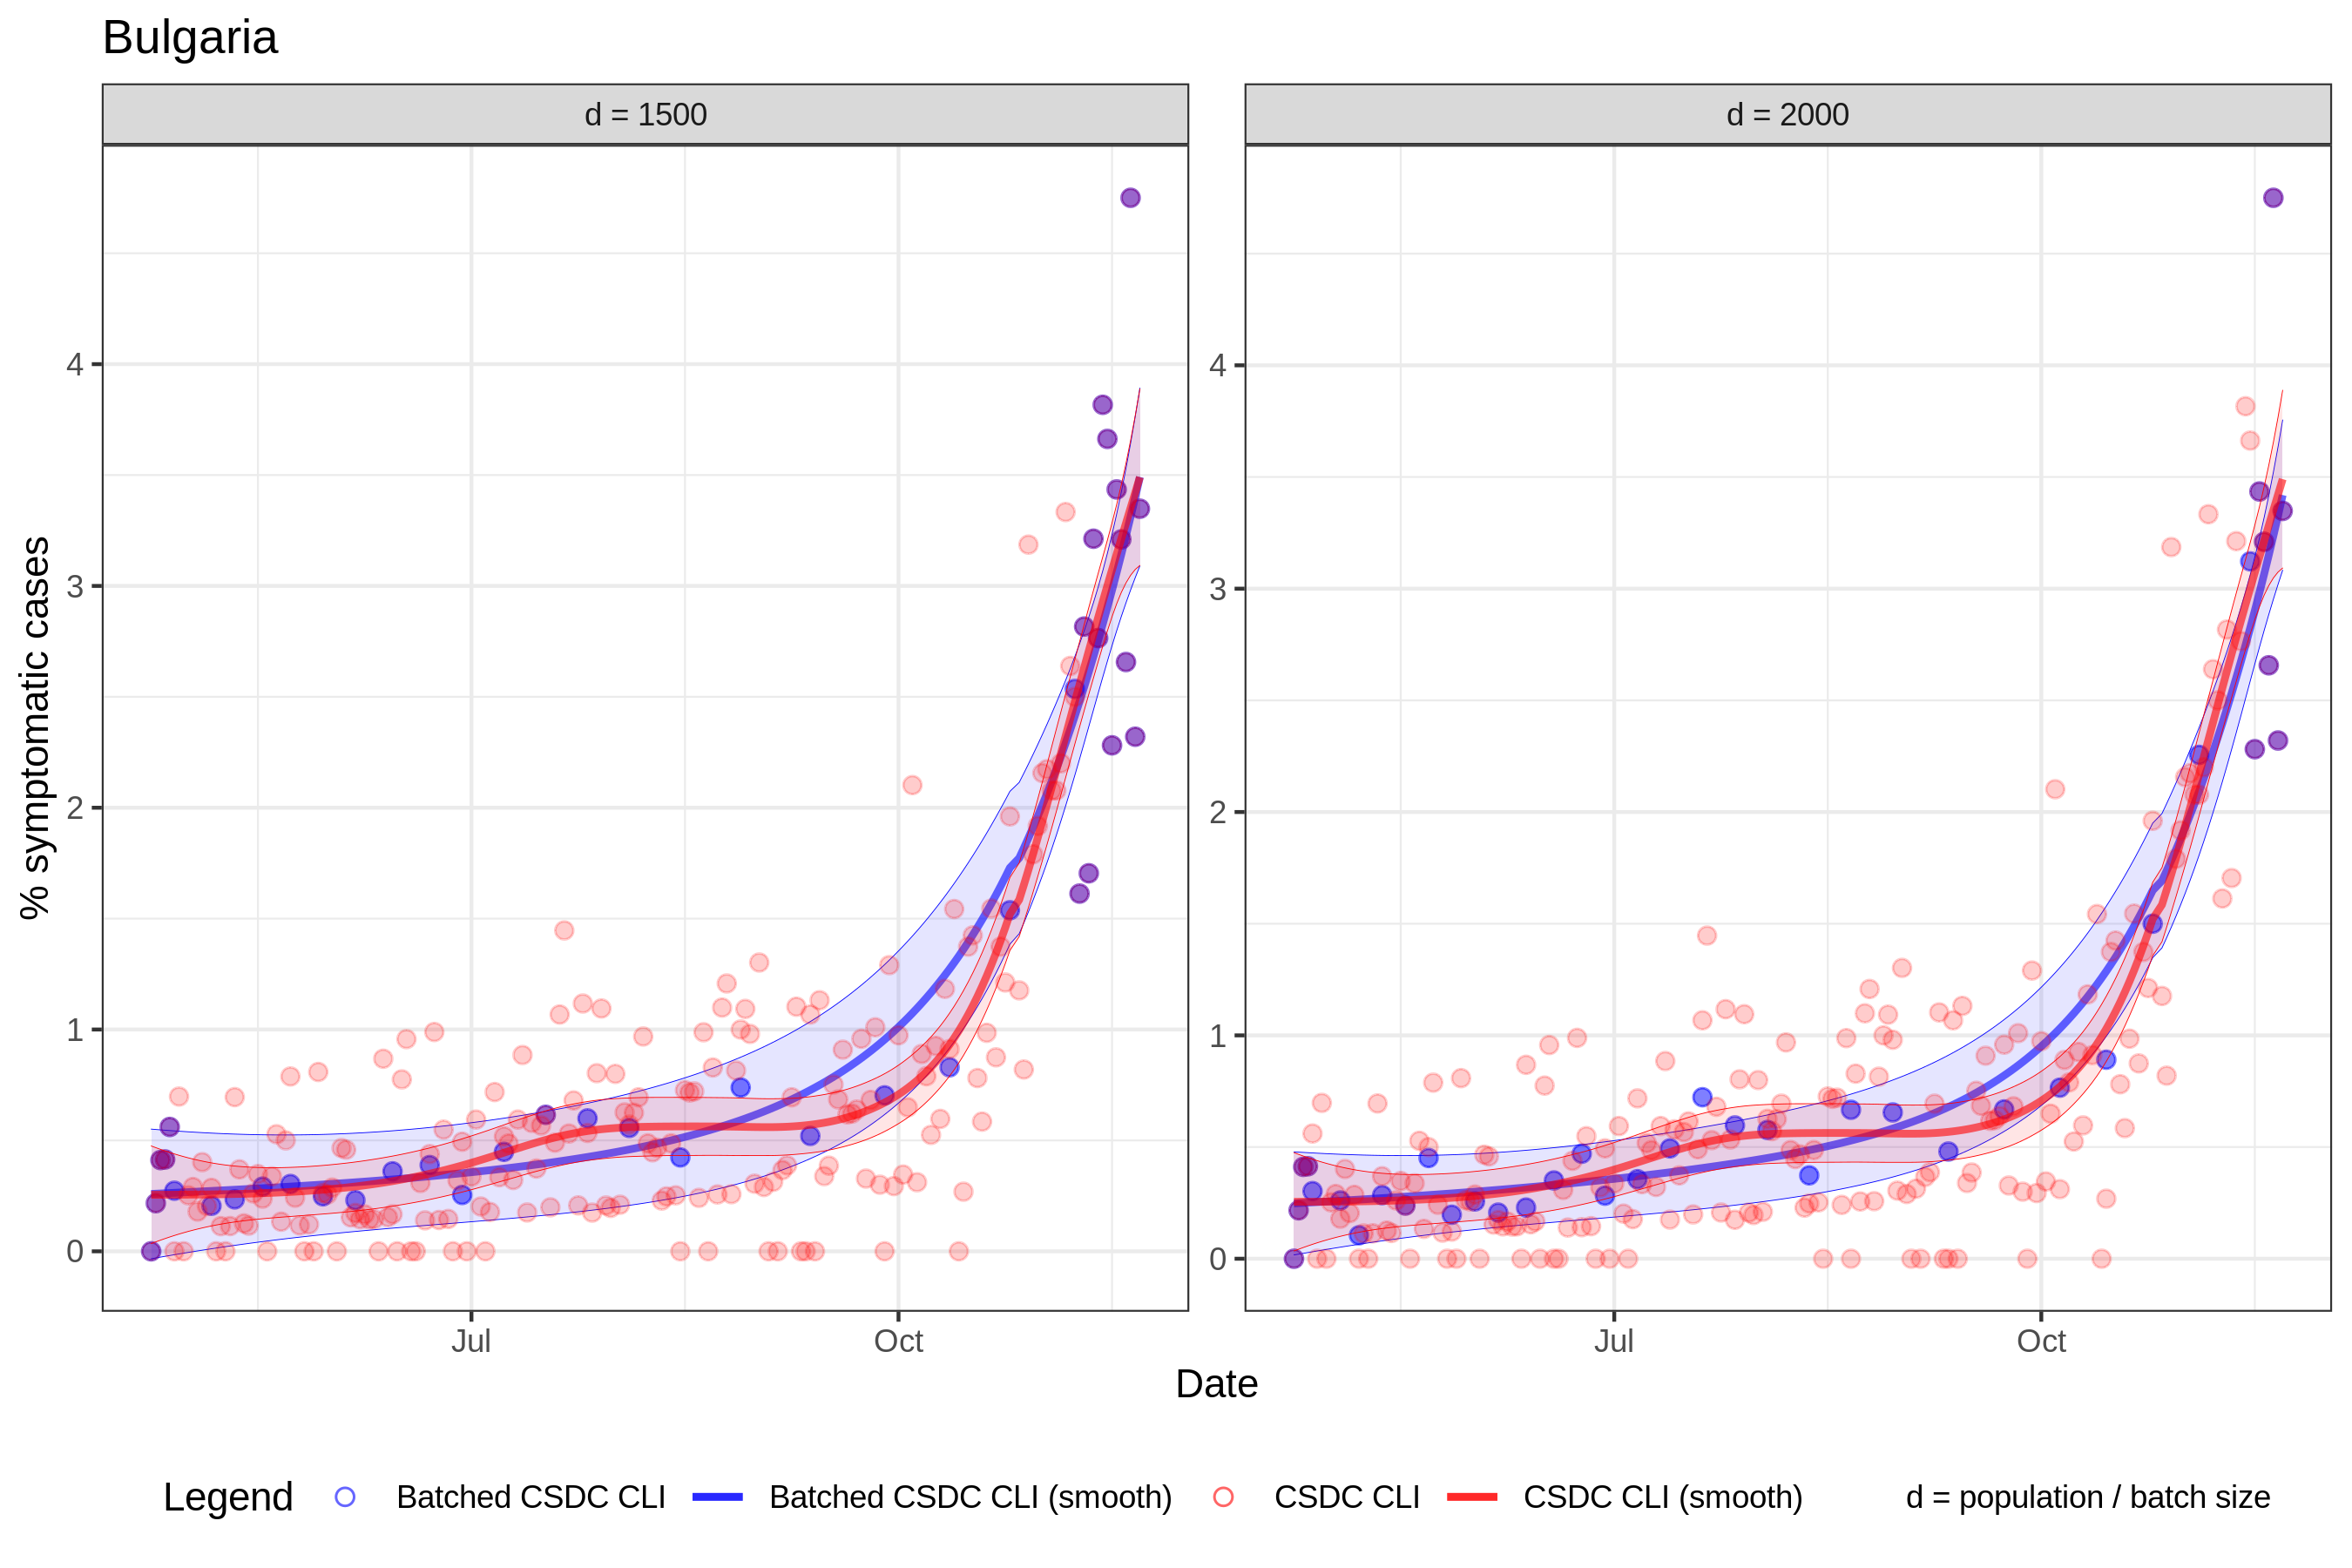 Bulgaria
d = 1500
d = 2000
% symptomatic cases
4
3
2
1
0
4
3
2
1
0
Jul
Oct
Jul
Oct
Date
Legend
Batched CSDC CLI
Batched CSDC CLI (smooth)
CSDC CLI
CSDC CLI (smooth)
d = population / batch size